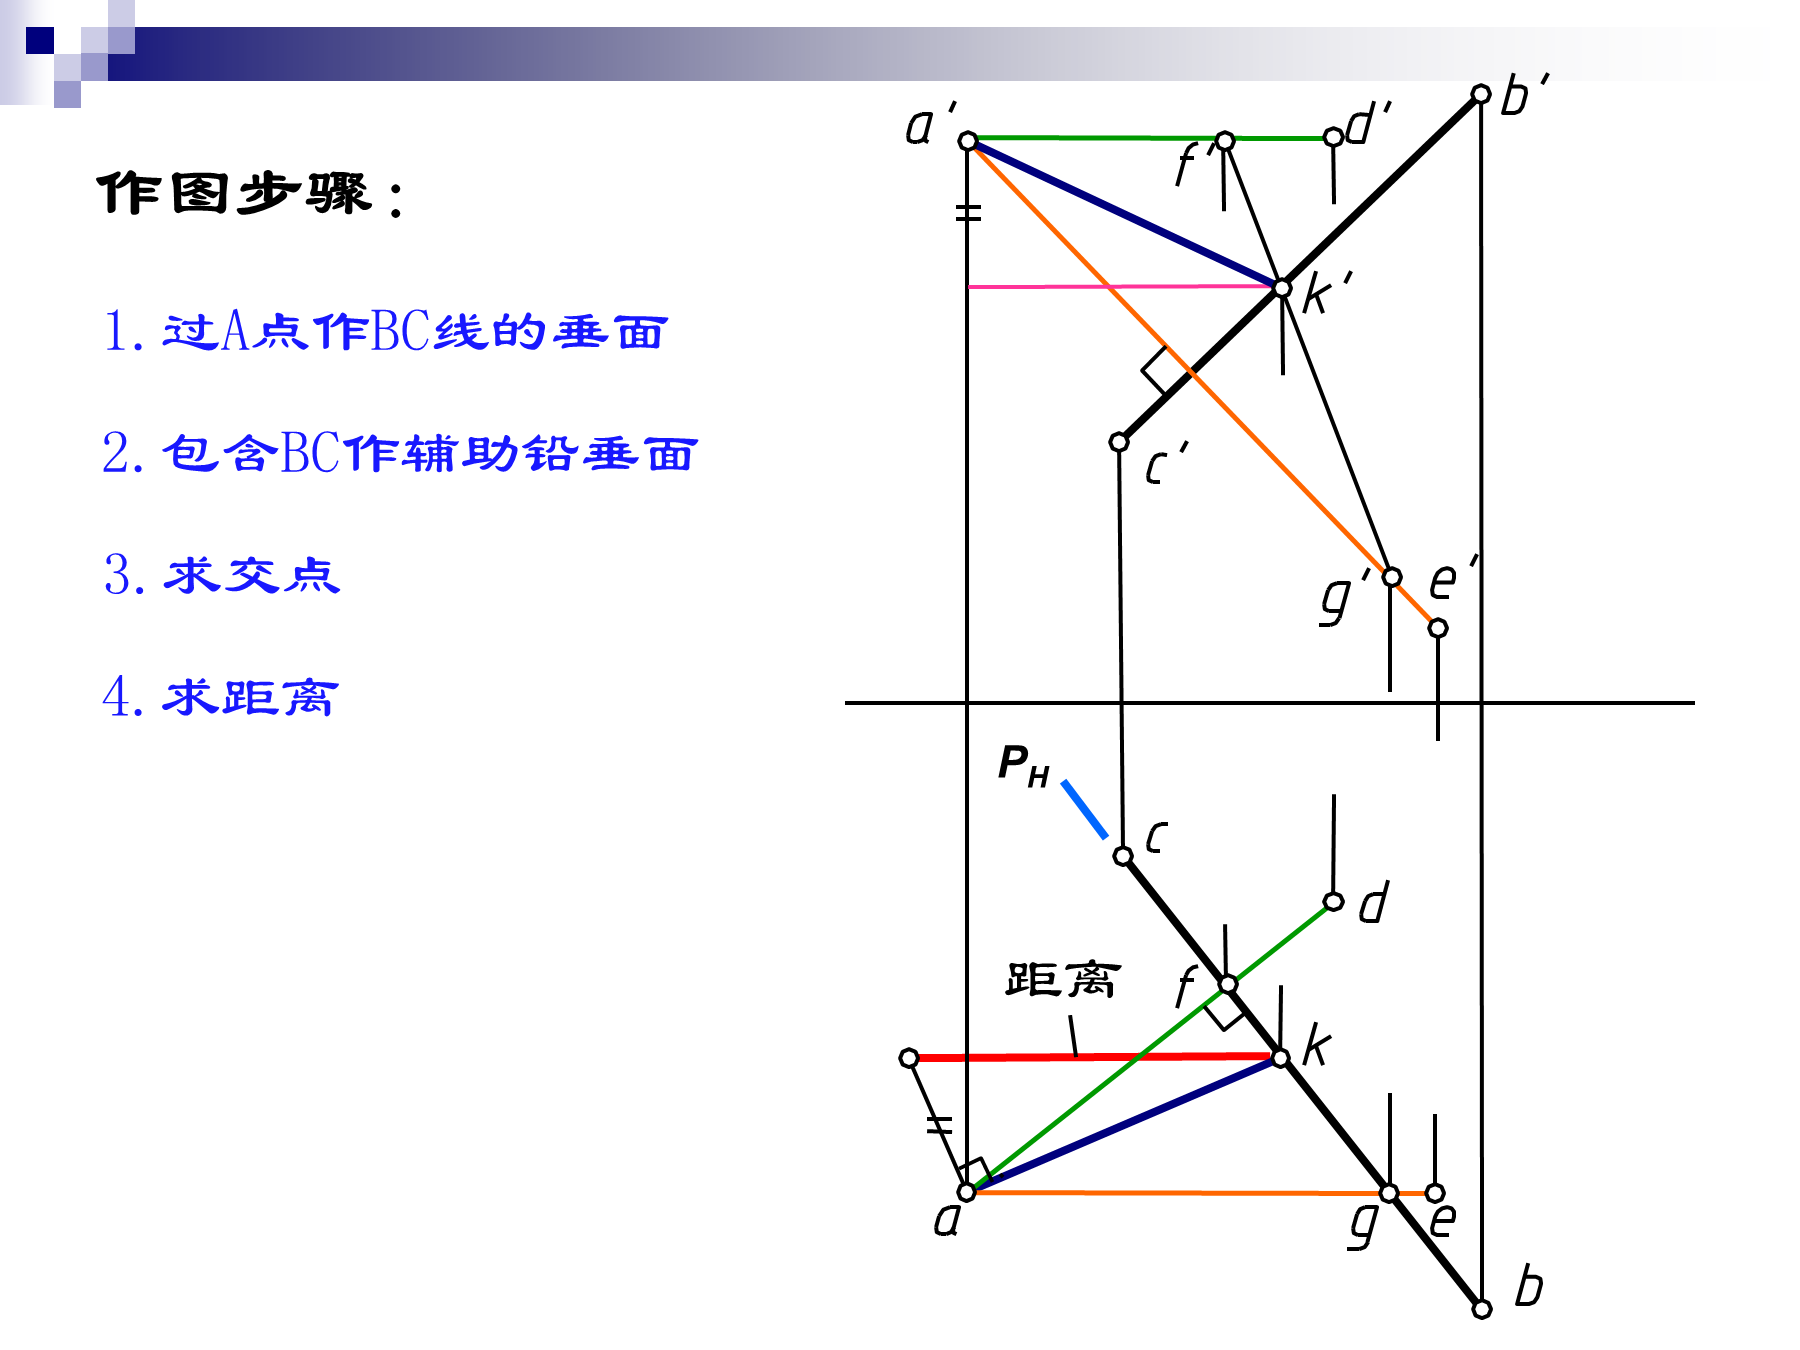 作图步骤：
1.过A点作BC线的垂面
2.包含BC作辅助铅垂面
3.求交点
4.求距离
a′
f′
d′
b′
k′
c′
g′
e′
PH
c
d
距离
f
k
a
g
e
b